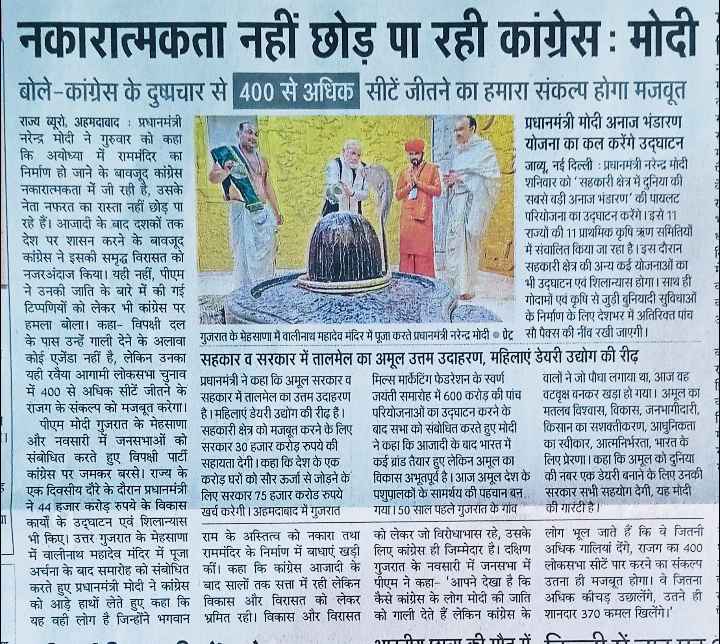 नकारात्मकता नहीं छोड़ पा रही कांग्रेस : मोदी
बोले-कांग्रेस के दुष्प्रचार से 400 से अधिक सीटें जीतने का हमारा संकल्प होगा मजबूत
राज्य ब्यूरो, अहमदाबाद : प्रधानमंत्री
नरेन्द्र मोदी ने गुरुवार को कहा
कि अयोध्या में राममंदिर का
निर्माण हो जाने के बावजूद कांग्रेस
नकारात्मकता में जी रही है, उसके
नेता नफरत का रास्ता नहीं छोड़ पा
रहे हैं। आजादी के बाद दशकों तक
देश पर शासन करने के बावजूद
कांग्रेस ने इसकी समृद्ध विरासत को
नजरअंदाज किया। यही नहीं, पीएम
ने उनकी जाति के बारे में की गई
टिप्पणियों को लेकर भी कांग्रेस पर
हमला बोला। कहा- विपक्षी दल
के पास उन्हें गाली देने के अलावा
कोई एजेंडा नहीं है, लेकिन उनका
यही रवैया आगामी लोकसभा चुनाव
में 400 से अधिक सीटें जीतने के
राजग के संकल्प को मजबूत करेगा।
पीएम मोदी गुजरात के मेहसाणा
और नवसारी में जनसभाओं को
संबोधित करते हुए विपक्षी पार्टी
कांग्रेस पर जमकर बरसे। राज्य के
एक दिवसीय दौरे के दौरान प्रधानमंत्री
ने 44 हजार करोड़ रुपये के विकास
कार्यों के उद्घाटन एवं शिलान्यास
भी किए। उत्तर गुजरात के मेहसाणा
में वालीनाथ महादेव मंदिर में पूजा
अर्चना के बाद समारोह को संबोधित
करते हुए प्रधानमंत्री मोदी ने कांग्रेस
को आड़े हाथों लेते हुए कहा कि
यह वही लोग है जिन्होंने भगवान
राम के अस्तित्व को नकारा तथा
राममंदिर के निर्माण में बाधाएं खड़ी
कीं। कहा कि कांग्रेस आजादी के
बाद सालों तक सत्ता में रही लेकिन
विकास और विरासत को लेकर
भ्रमित रही। विकास और विरासत
को लेकर जो विरोधाभास रहे, उसके
लिए कांग्रेस ही जिम्मेदार है। दक्षिण
गुजरात के नवसारी में जनसभा में
पीएम ने कहा- 'आपने देखा है कि
कैसे कांग्रेस के लोग मोदी की जाति
को गाली देते हैं लेकिन कांग्रेस के
लोग भूल जाते हैं कि वे जितनी
अधिक गालियां देंगे, राजग का 400
लोकसभा सीटें पार करने का संकल्प
उतना ही मजबूत होगा। वे जितना
अधिक कीचड़ उछालेंगे, उतने ही
शानदार 370 कमल खिलेंगे।'
गुजरात के मेहसाणा में वालीनाथ महादेव मंदिर में पूजा करते प्रधानमंत्री नरेन्द्र मोदी ● प्रेट्र
प्रधानमंत्री मोदी अनाज भंडारण
योजना का कल करेंगे उद्घाटन
जाब्यू, नई दिल्ली : प्रधानमंत्री नरेन्द्र मोदी
शनिवार को 'सहकारी क्षेत्र में दुनिया की
सबसे बड़ी अनाज भंडारण' की पायलट
परियोजना का उद्घाटन करेंगे। इसे 11
राज्यों की 11 प्राथमिक कृषि ऋण समितियों
में संचालित किया जा रहा है। इस दौरान
सहकारी क्षेत्र की अन्य कई योजनाओं का
भी उद्घाटन एवं शिलान्यास होगा। साथ ही
गोदामों एवं कृषि से जुड़ी बुनियादी सुविधाओं
के निर्माण के लिए देशभर में अतिरिक्त पांच
सौ पैक्स की नींव रखी जाएगी।
सहकार व सरकार में तालमेल का अमूल उत्तम उदाहरण, महिलाएं डेयरी उद्योग की रीढ़
प्रधानमंत्री ने कहा कि अमूल सरकार व
सहकार में तालमेल का उत्तम उदाहरण
है। महिलाएं डेयरी उद्योग की रीढ़ है।
सहकारी क्षेत्र को मजबूत करने के लिए
सरकार 30 हजार करोड़ रुपये की
सहायता देगी। कहा कि देश के एक
करोड़ घरों को सौर ऊर्जा से जोड़ने के
लिए सरकार 75 हजार करोड रुपये
खर्च करेगी। अहमदाबाद में गुजरात
मिल्स मार्केटिंग फेडरेशन के स्वर्ण
जयंती समारोह में 600 करोड़ की पांच
परियोजनाओं का उद्घाटन करने के
बाद सभा को संबोधित करते हुए मोदी
ने कहा कि आजादी के बाद भारत में
कई ब्रांड तैयार हुए लेकिन अमूल का
विकास अभूतपूर्व है। आज अमूल देश के
पशुपालकों के सामर्थ्य की पहचान बन
गया। 50 साल पहले गुजरात के गांव
वालों ने जो पौधा लगाया था, आज वह
वटवृक्ष बनकर खड़ा हो गया। अमूल का
मतलब विश्वास, विकास, जनभागीदारी,
किसान का सशक्तीकरण, आधुनिकता
का स्वीकार, आत्मनिर्भरता, भारत के
लिए प्रेरणा। कहा कि अमूल को दुनिया
की नंबर एक डेयरी बनाने के लिए उनकी
सरकार सभी सहयोग देगी, यह मोदी
की गारंटी है।